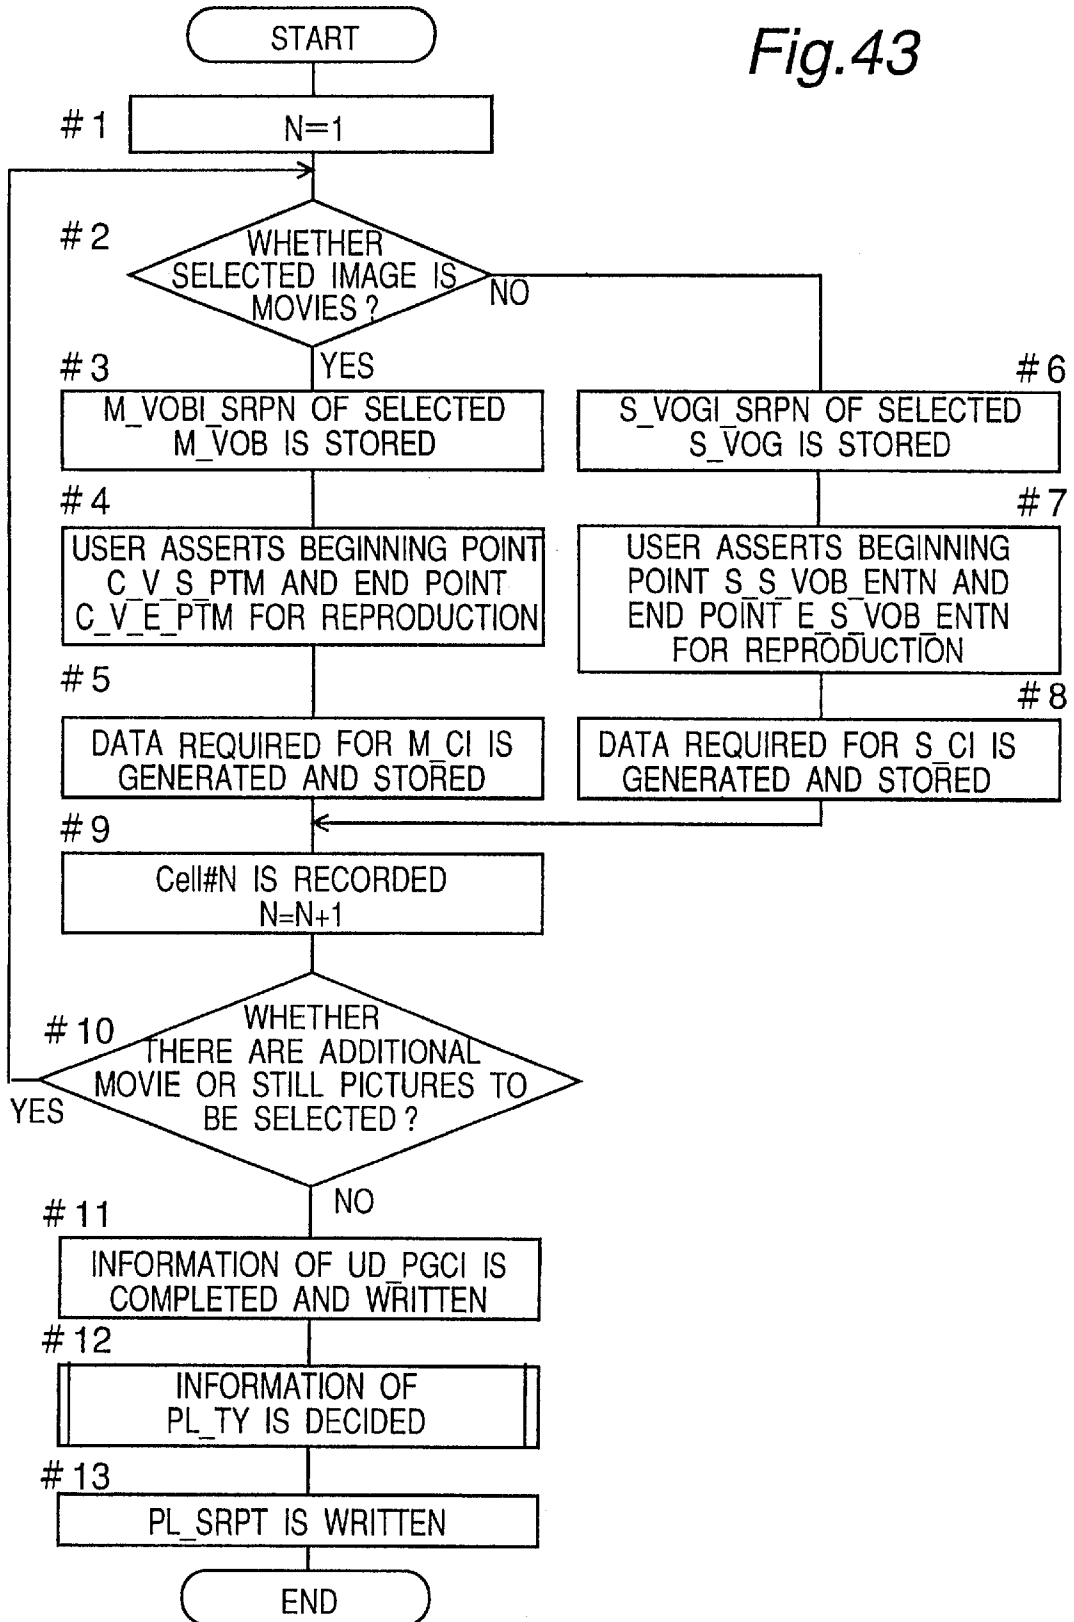 Fig.43
START
#1
N=1
#2
WHETHER
SELECTED IMAGE IS
MOVIES?
NO
YES
#3
M_VOBI_SRPN OF SELECTED
M_VOB IS STORED
#6
S_VOGI_SRPN OF SELECTED
S_VOG IS STORED
#4
USER ASSERTS BEGINNING POINT
C_V_S_PTM AND END POINT
C_V_E_PTM FOR REPRODUCTION
#7
USER ASSERTS BEGINNING
POINT S_S_VOB_ENTN AND
END POINT E_S_VOB_ENTN
FOR REPRODUCTION
#5
DATA REQUIRED FOR M_CI IS
GENERATED AND STORED
#8
DATA REQUIRED FOR S_CI IS
GENERATED AND STORED
#9
Cell#N IS RECORDED
N=N+1
#10
WHETHER
THERE ARE ADDITIONAL
MOVIE OR STILL PICTURES TO
BE SELECTED?
YES
NO
#11
INFORMATION OF UD_PGCI IS
COMPLETED AND WRITTEN
#12
INFORMATION OF
PL_TY IS DECIDED
#13
PL_SRPT IS WRITTEN
END